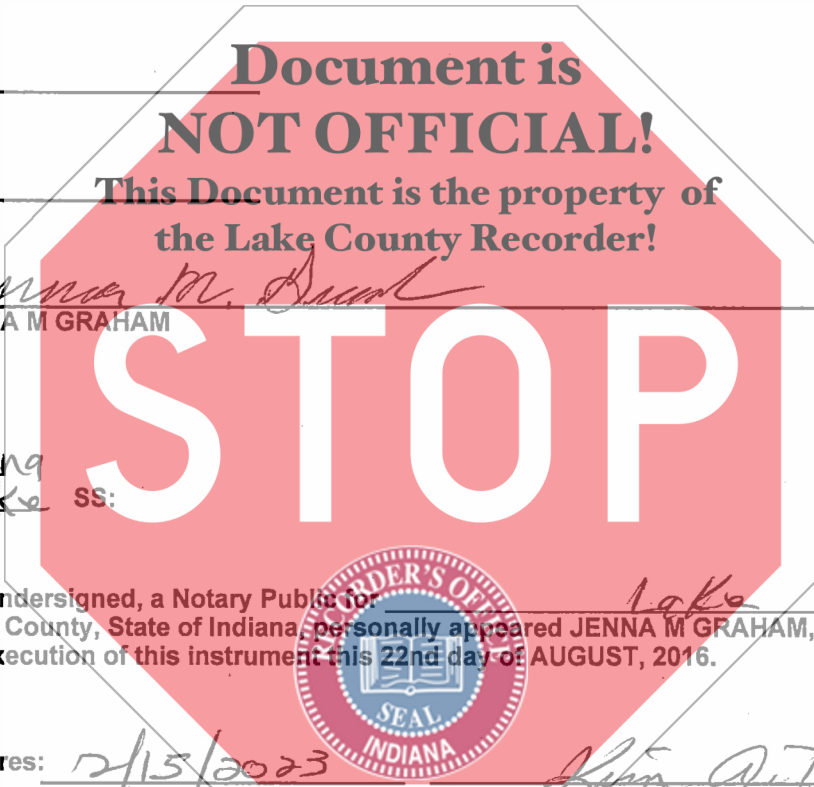 Document is
NOT OFFICIAL!
This Document is the property of
the Lake County Recorder!
A M GRAHAM
STOP
SS:
ndersigned, a Notary Public for Lake
County, State of Indiana, personally appeared JENNA M GRAHAM,
xecution of this instrument this 22nd day of AUGUST, 2016.
RECORDER'S OFFICE
SEAL
INDIANA
res: 2/15/2023